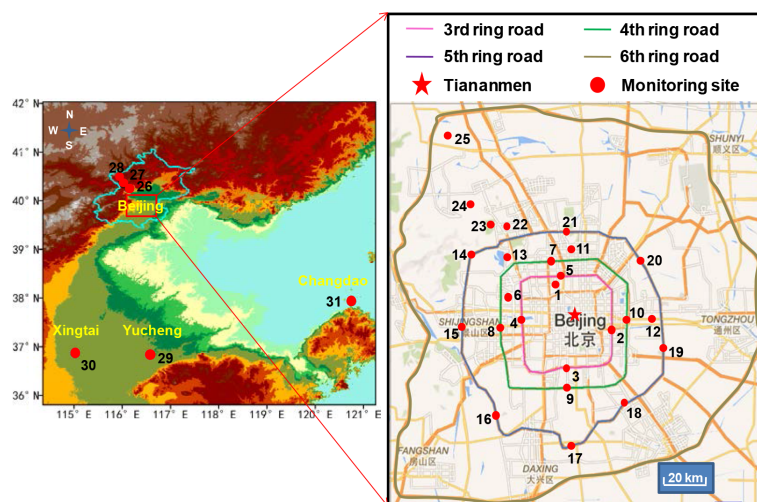 3rd ring road
4th ring road
5th ring road
6th ring road
Tiananmen
Monitoring site
42° N
41° N
40° N
39° N
38° N
37° N
36° N
115° E
116° E
117° E
118° E
119° E
120° E
121° E
N
W
E
S
28
27
26
Beijing
Changdao
31
Xingtai
Yucheng
30
29
25
SHUNYI
顺义区
24
23
22
21
11
20
14
13
7
5
1
6
Beijing
北京
SHIJINGSHAN
景山区
15
8
4
10
2
12
TONGZHOU
通州区
19
3
9
16
18
17
FANGSHAN
房山区
DAXING
大兴区
20 km